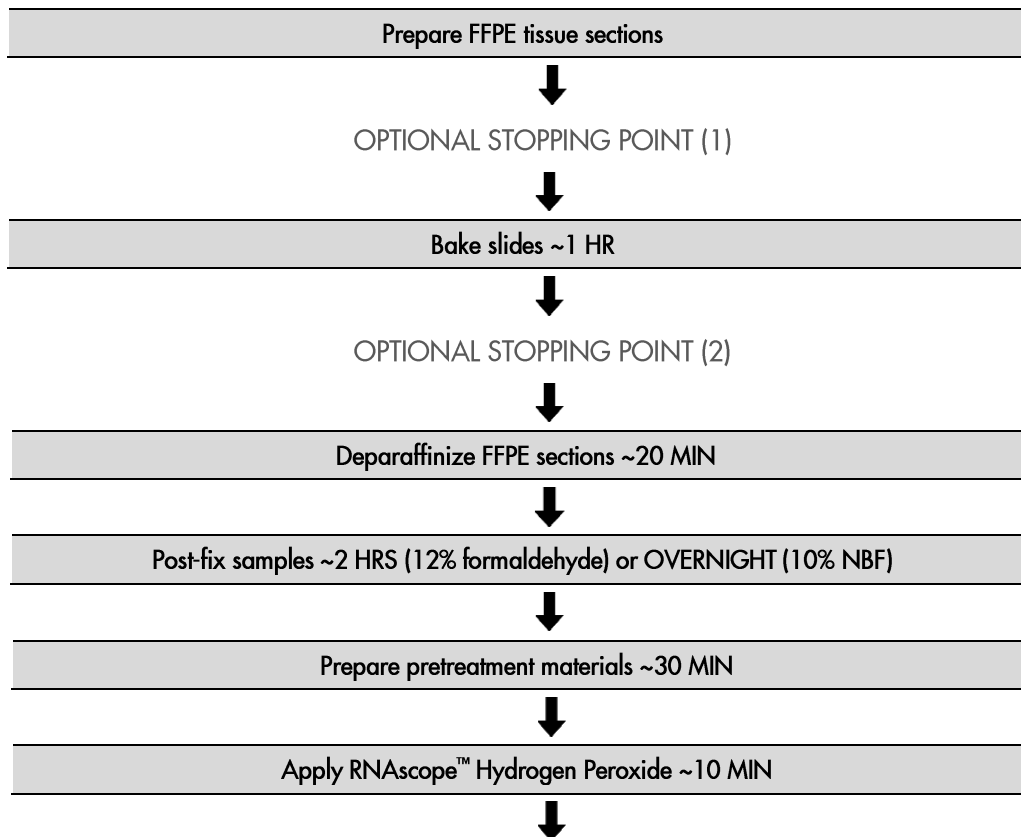 Prepare FFPE tissue sections
OPTIONAL STOPPING POINT (1)
Bake slides ~1 HR
OPTIONAL STOPPING POINT (2)
Deparaffinize FFPE sections ~20 MIN
Post-fix samples ~2 HRS (12% formaldehyde) or OVERNIGHT (10% NBF)
Prepare pretreatment materials ~30 MIN
Apply RNAscope™ Hydrogen Peroxide ~10 MIN